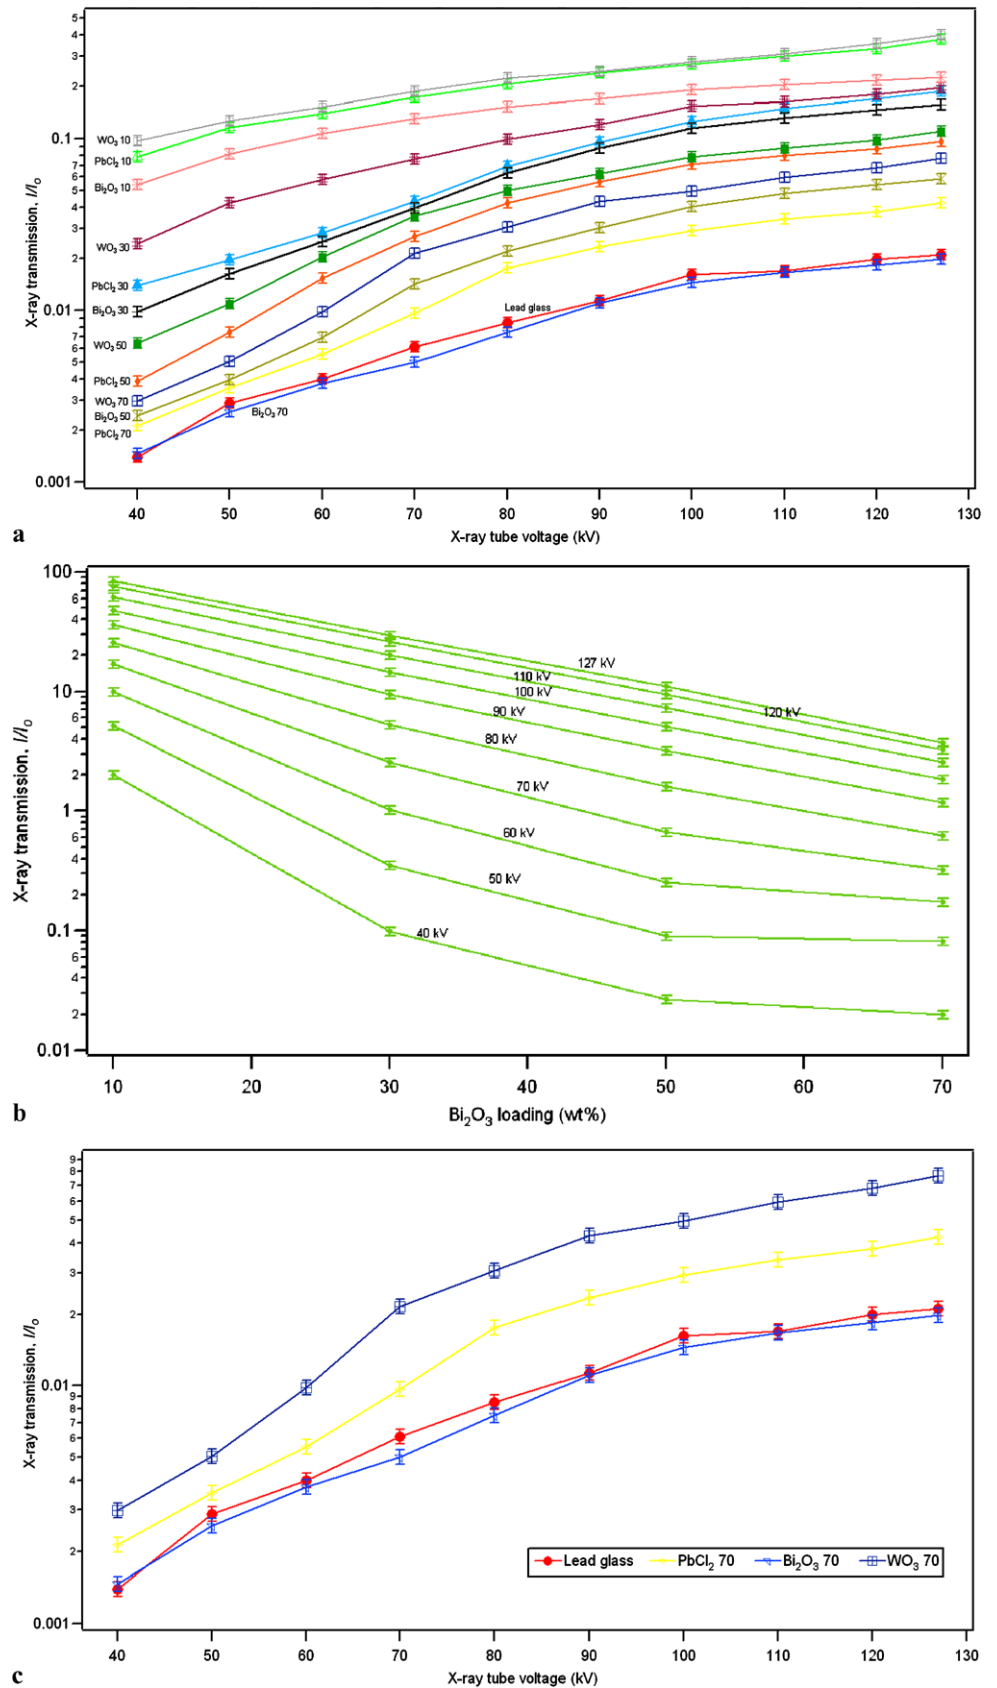 5
4
3
2
0.1
8
6
5
4
3
2
0.01
8
6
5
4
3
2
0.001
X-ray transmission, I/Iₒ
WO₃ 10
PbCl₂ 10
Bi₂O₃ 10
WO₃ 30
PbCl₂ 30
Bi₂O₃ 30
WO₃ 50
PbCl₂ 50
WO₃ 70
Bi₂O₃ 50
PbCl₂ 70
Lead glass
Bi₂O₃ 70
40 50 60 70 80 90 100 110 120 130
X-ray tube voltage (kV)
a
100
6
4
2
10
6
4
2
1
6
4
2
0.1
6
4
2
0.01
X-ray transmission, I/Iₒ
127 kV
110 kV
120 kV
100 kV
90 kV
80 kV
70 kV
60 kV
50 kV
40 kV
10 20 30 40 50 60 70
Bi₂O₃ loading (wt%)
b
9
8
7
6
5
4
3
2
0.01
9
8
7
6
5
4
3
2
0.001
X-ray transmission, I/Iₒ
Lead glass PbCl₂ 70 Bi₂O₃ 70 WO₃ 70
40 50 60 70 80 90 100 110 120 130
X-ray tube voltage (kV)
c